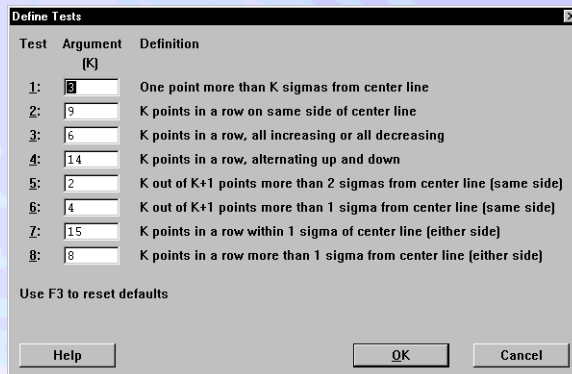 Define Tests
Test Argument Definition
(K)
1: 3 One point more than K sigmas from center line
2: 9 K points in a row on same side of center line
3: 6 K points in a row, all increasing or all decreasing
4: 14 K points in a row, alternating up and down
5: 2 K out of K+1 points more than 2 sigmas from center line (same side)
6: 4 K out of K+1 points more than 1 sigma from center line (same side)
7: 15 K points in a row within 1 sigma of center line (either side)
8: 8 K points in a row more than 1 sigma from center line (either side)
Use F3 to reset defaults
Help OK Cancel